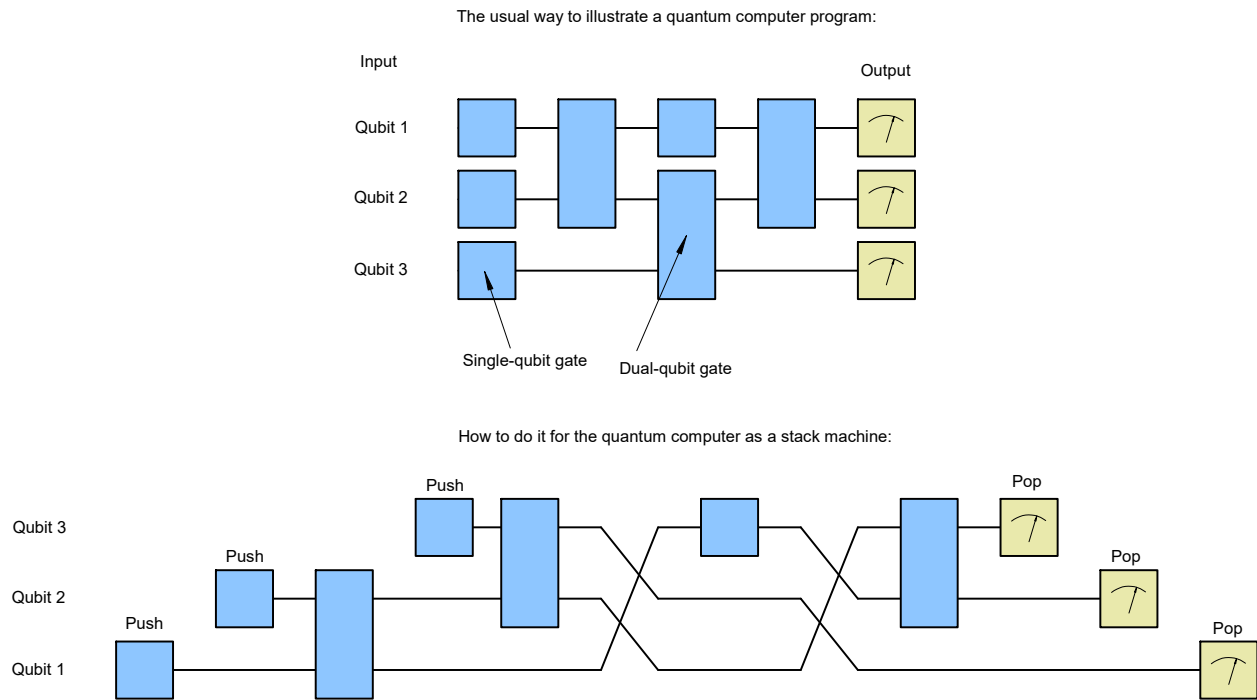 The usual way to illustrate a quantum computer program:
Input
Output
Qubit 1
Qubit 2
Qubit 3
Single-qubit gate
Dual-qubit gate
How to do it for the quantum computer as a stack machine:
Push
Pop
Qubit 3
Push
Pop
Qubit 2
Push
Pop
Qubit 1